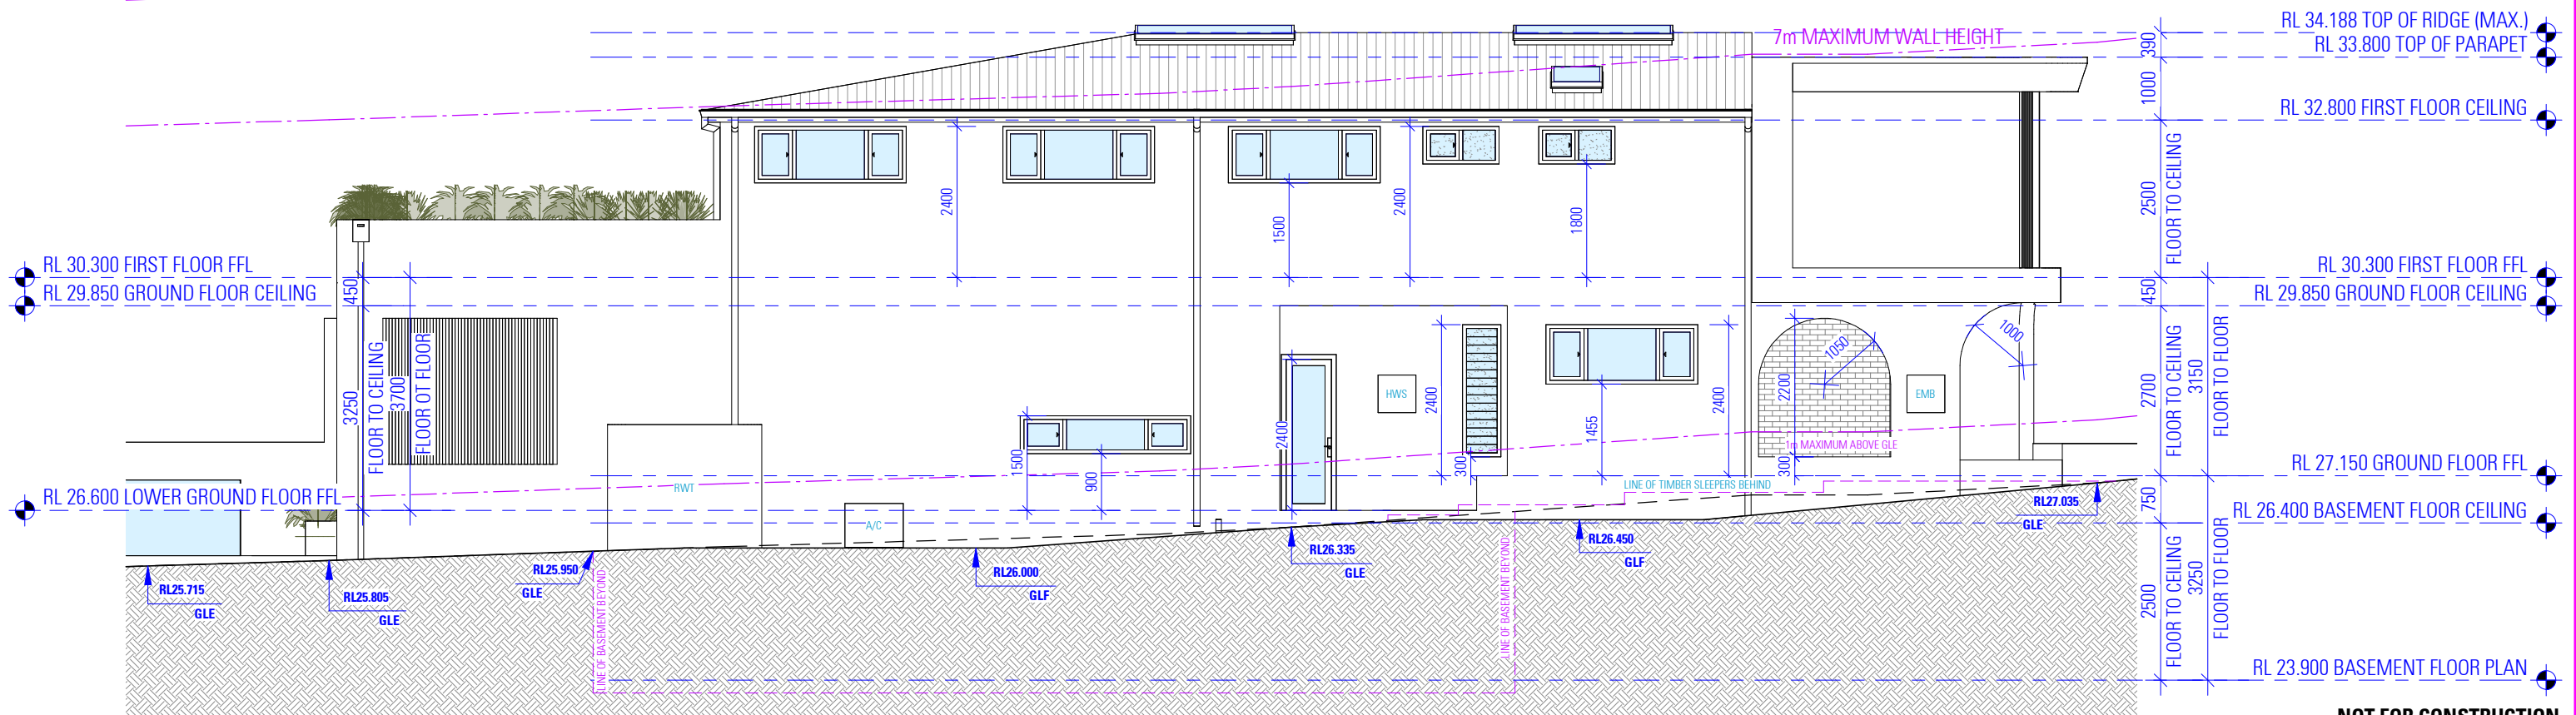 RL 34.188 TOP OF RIDGE (MAX.)
7m MAXIMUM WALL HEIGHT
390
RL 33.800 TOP OF PARAPET
1000
RL 32.800 FIRST FLOOR CEILING
2400
1500
2400
1800
2500
FLOOR TO CEILING
RL 30.300 FIRST FLOOR FFL
RL 30.300 FIRST FLOOR FFL
RL 29.850 GROUND FLOOR CEILING
450
450
RL 29.850 GROUND FLOOR CEILING
3250
FLOOR TO CEILING
3700
FLOOR OT FLOOR
1500
900
2400
HWS
2400
300
1455
2400
2200
300
1050
EMB
1000
2700
FLOOR TO CEILING
3150
FLOOR TO FLOOR
1m MAXIMUM ABOVE GLE
RL 27.150 GROUND FLOOR FFL
RL 26.600 LOWER GROUND FLOOR FFL
RWT
A/C
LINE OF TIMBER SLEEPERS BEHIND
RL27.035
GLE
750
RL 26.400 BASEMENT FLOOR CEILING
RL25.715
GLE
RL25.805
GLE
RL25.950
GLE
LINE OF BASEMENT BEYOND
RL26.000
GLF
RL26.335
GLE
LINE OF BASEMENT BEYOND
RL26.450
GLF
2500
FLOOR TO CEILING
3250
FLOOR TO FLOOR
RL 23.900 BASEMENT FLOOR PLAN
NOT FOR CONSTRUCTION